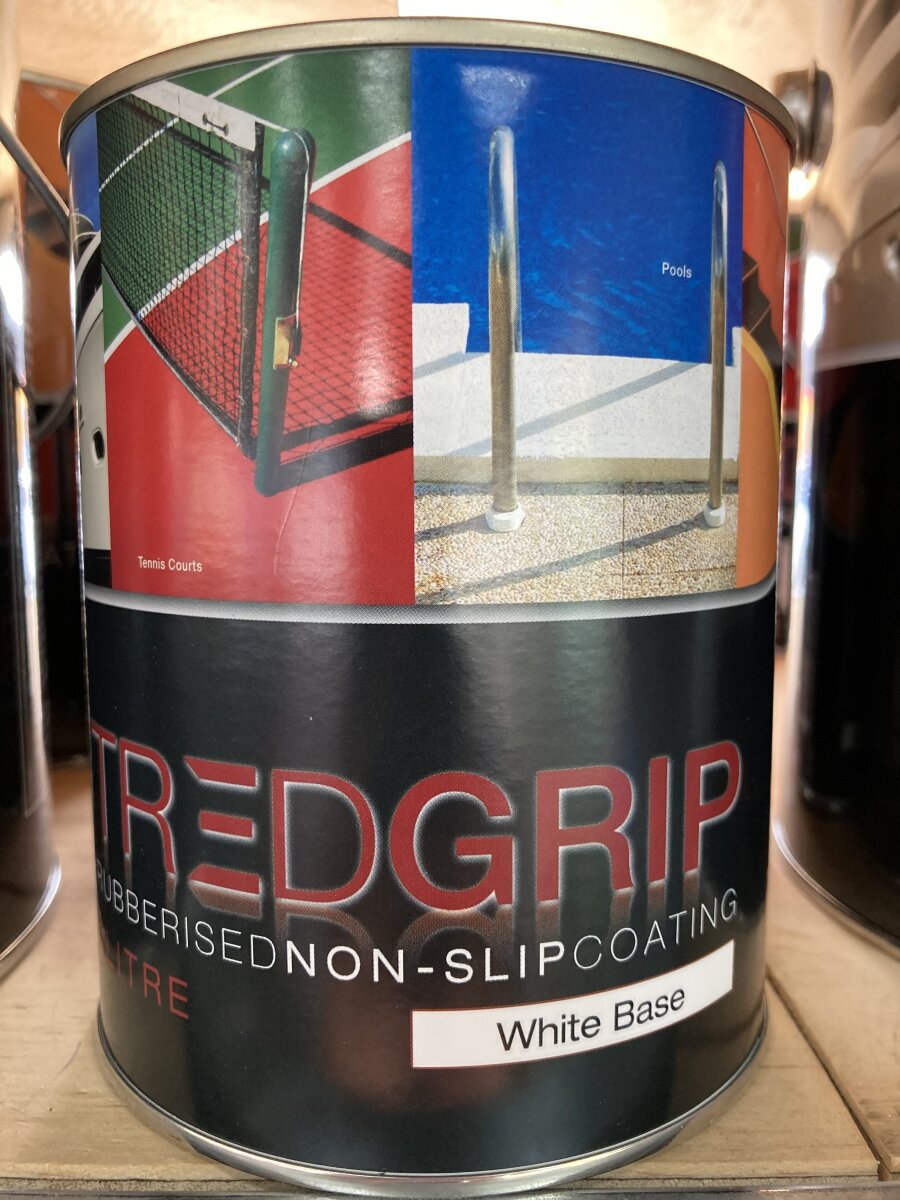 Pools
Tennis Courts
TREDGRIP
RUBBERISEDNON-SLIPCOATING
LITRE
White Base